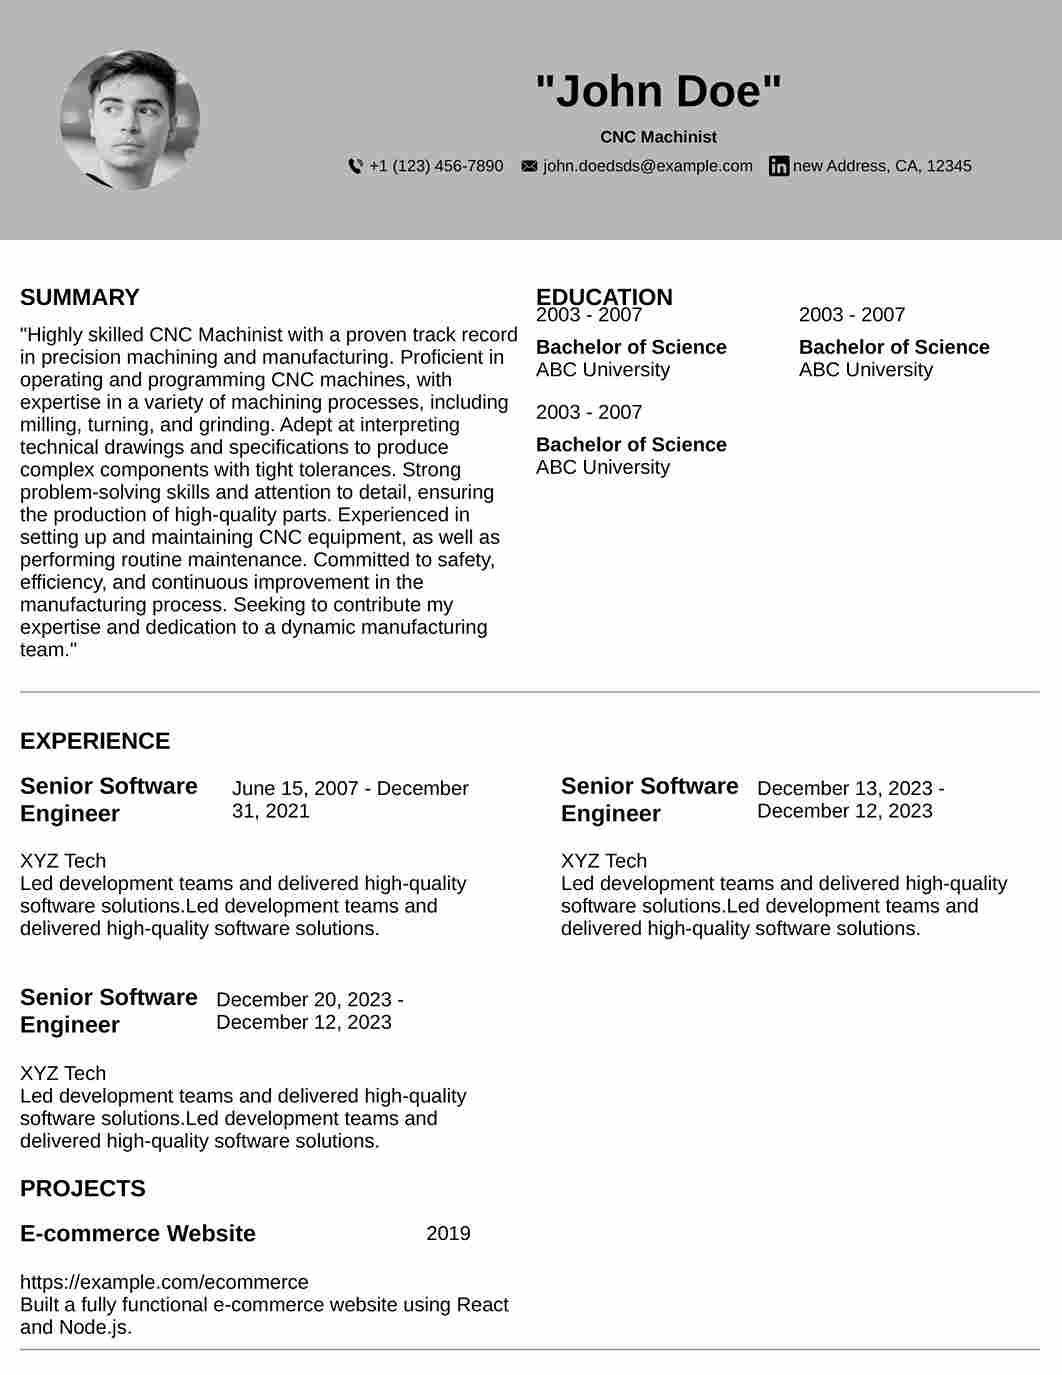 "John Doe"
CNC Machinist
+1 (123) 456-7890 john.doedsds@example.com in new Address, CA, 12345
SUMMARY
"Highly skilled CNC Machinist with a proven track record
in precision machining and manufacturing. Proficient in
operating and programming CNC machines, with
expertise in a variety of machining processes, including
milling, turning, and grinding. Adept at interpreting
technical drawings and specifications to produce
complex components with tight tolerances. Strong
problem-solving skills and attention to detail, ensuring
the production of high-quality parts. Experienced in
setting up and maintaining CNC equipment, as well as
performing routine maintenance. Committed to safety,
efficiency, and continuous improvement in the
manufacturing process. Seeking to contribute my
expertise and dedication to a dynamic manufacturing
team."
EDUCATION
2003 - 2007
Bachelor of Science
ABC University
2003 - 2007
Bachelor of Science
ABC University
2003 - 2007
Bachelor of Science
ABC University
EXPERIENCE
Senior Software
Engineer
June 15, 2007 - December
31, 2021
XYZ Tech
Led development teams and delivered high-quality
software solutions.Led development teams and
delivered high-quality software solutions.
Senior Software
Engineer
December 13, 2023 -
December 12, 2023
XYZ Tech
Led development teams and delivered high-quality
software solutions.Led development teams and
delivered high-quality software solutions.
Senior Software
Engineer
December 20, 2023 -
December 12, 2023
XYZ Tech
Led development teams and delivered high-quality
software solutions.Led development teams and
delivered high-quality software solutions.
PROJECTS
E-commerce Website 2019
https://example.com/ecommerce
Built a fully functional e-commerce website using React
and Node.js.